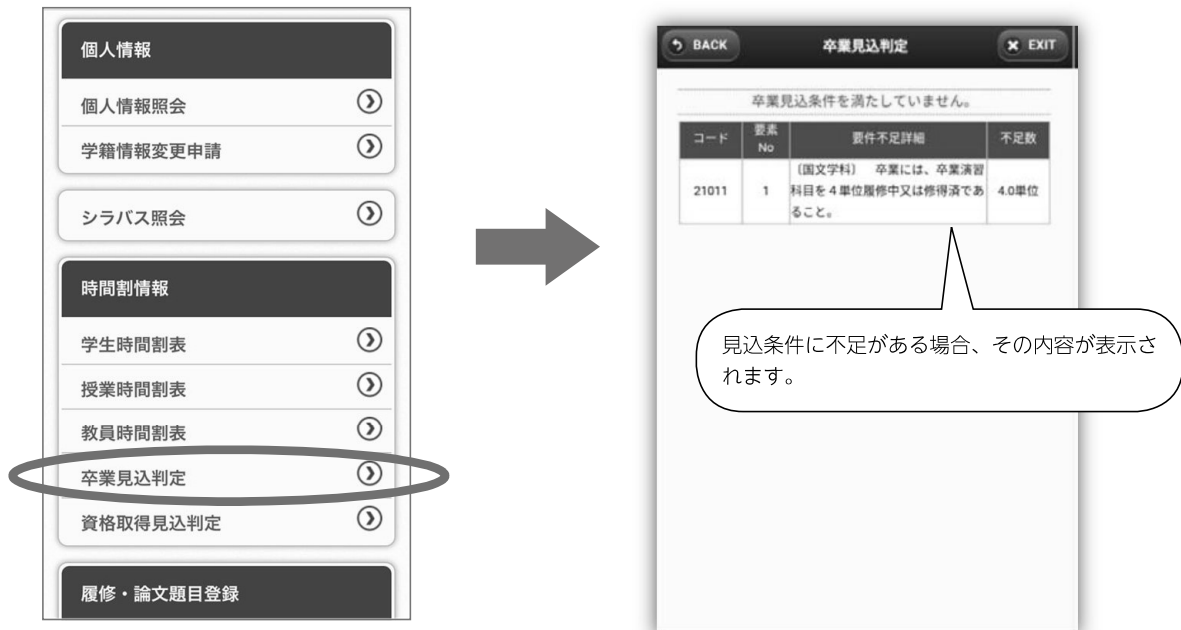 個人情報
個人情報照会
学籍情報変更申請
シラバス照会
時間割情報
学生時間割表
授業時間割表
教員時間割表
卒業見込判定
資格取得見込判定
履修・論文題目登録
BACK
卒業見込判定
EXIT
卒業見込条件を満たしていません。
コード
要素
No
要件不足詳細
不足数
21011
1
〔国文学科〕　卒業には、卒業演習
科目を４単位履修中又は修得済であ
ること。
4.0単位
見込条件に不足がある場合、その内容が表示さ
れます。